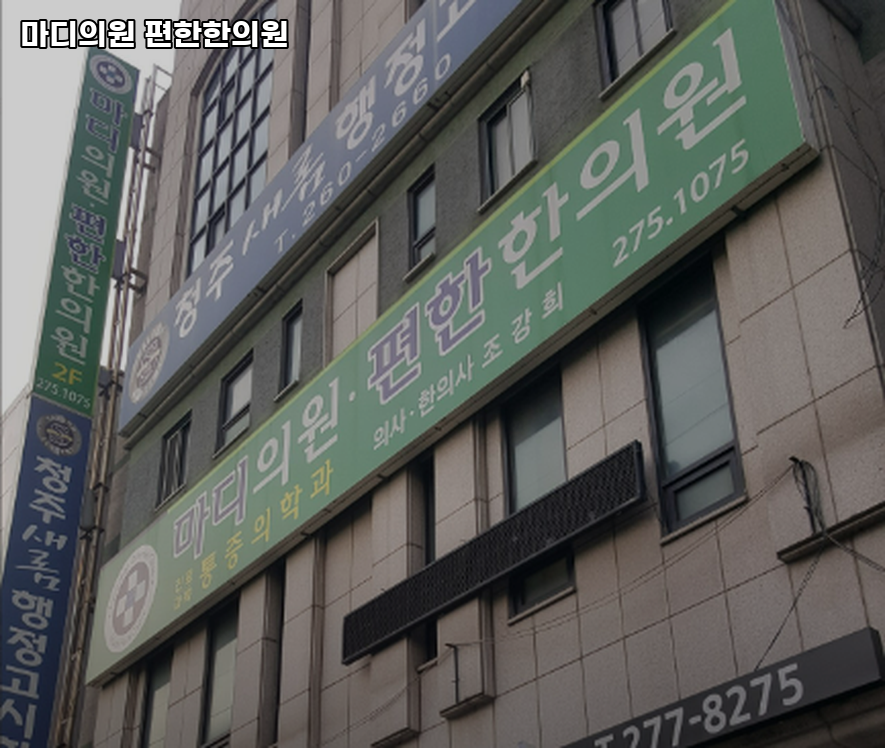 마디의원 편한한의원
마디의원·편한한의원
2F
275.1075
정주새롬행정고시
정주새롬 행정고
T.260-2660
마디의원·편한한의원
통증의학과
의사·한의사 조강희
275.1075
T.277-8275